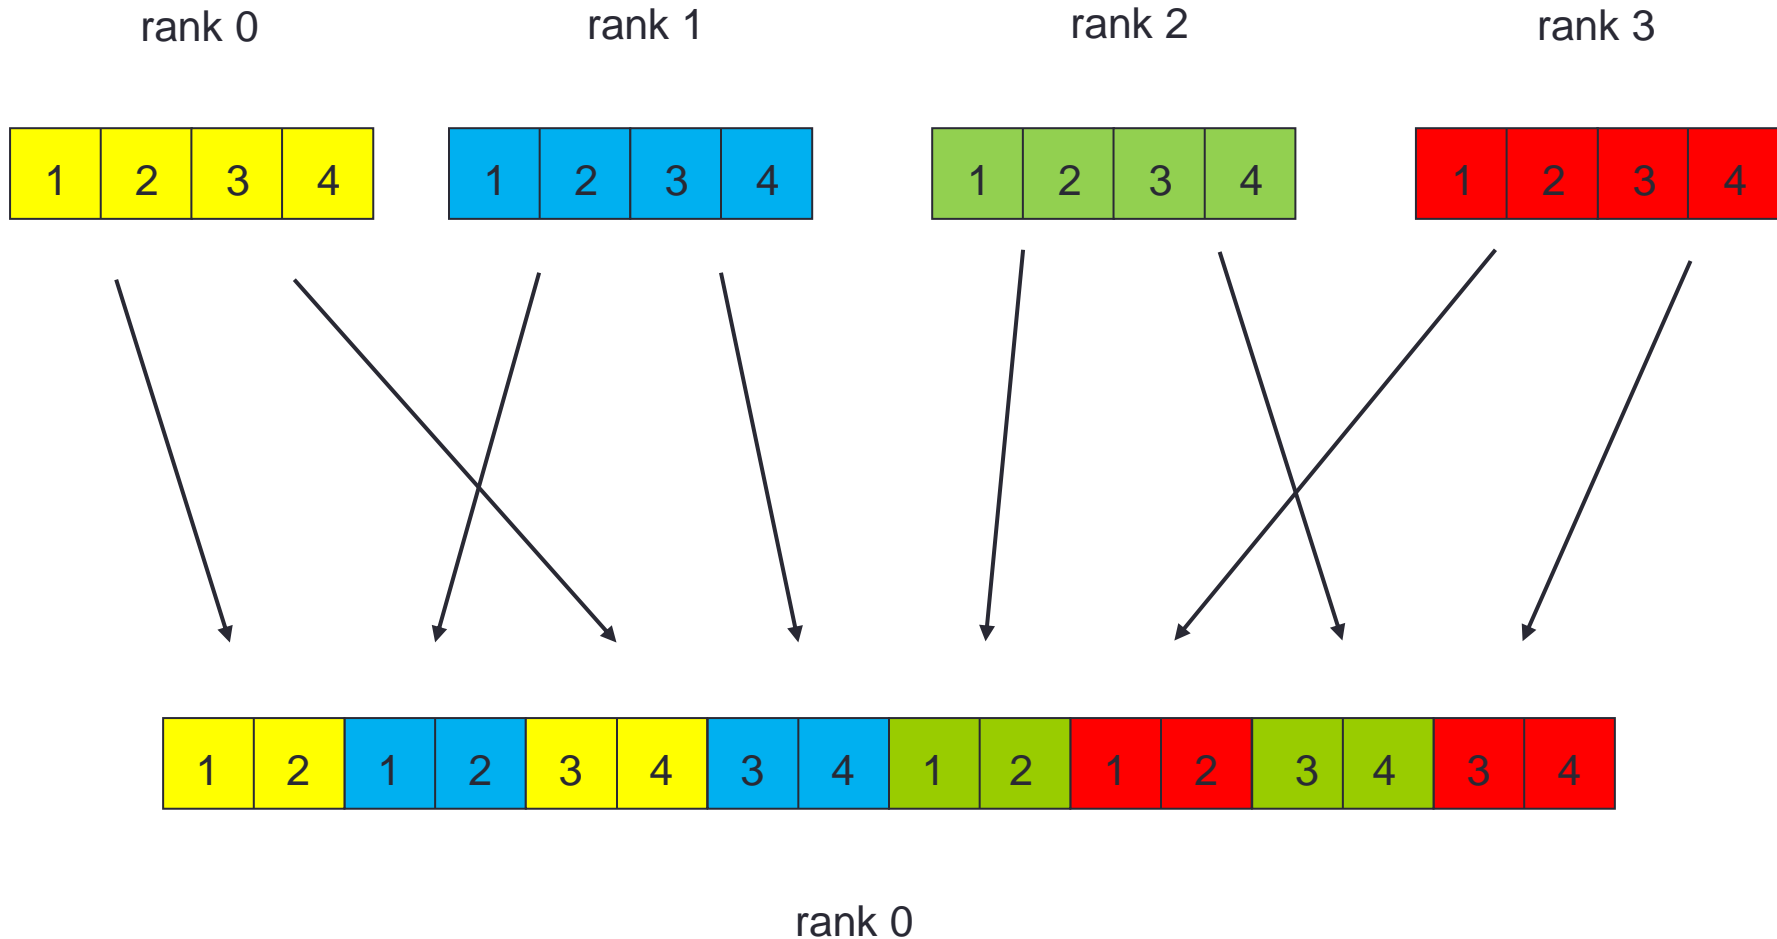 rank 0 rank 1 rank 2 rank 3
1 2 3 4 1 2 3 4 1 2 3 4 1 2 3 4
1 2 1 2 3 4 3 4 1 2 1 2 3 4 3 4
rank 0